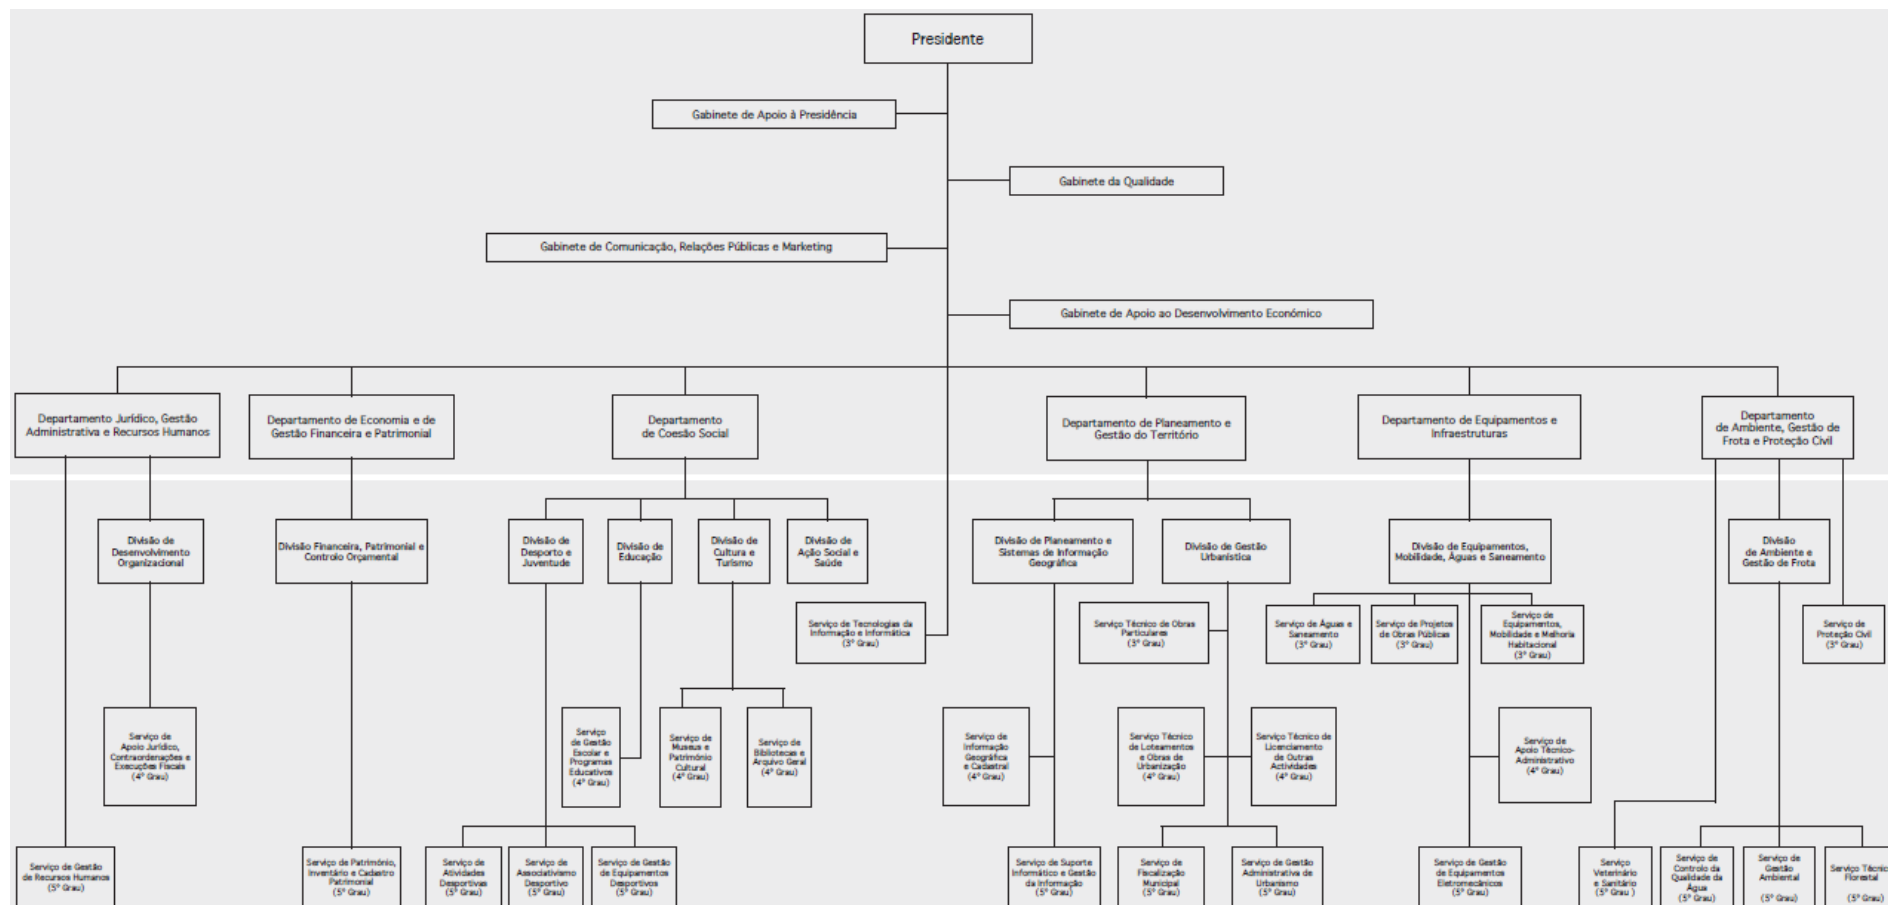 Presidente
Gabinete de Apoio à Presidência
Gabinete da Qualidade
Gabinete de Comunicação, Relações Públicas e Marketing
Gabinete de Apoio ao Desenvolvimento Económico
Departamento Jurídico, Gestão
Administrativa e Recursos Humanos
Departamento de Economia e de
Gestão Financeira e Patrimonial
Departamento
de Coesão Social
Departamento de Planeamento e
Gestão do Território
Departamento de Equipamentos e
Infraestruturas
Departamento
de Ambiente, Gestão de
Frota e Proteção Civil
Divisão de
Desenvolvimento
Organizacional
Divisão Financeira, Patrimonial e
Controlo Orçamental
Divisão de
Desporto e
Juventude
Divisão de
Educação
Divisão de
Cultura e
Turismo
Divisão de
Ação Social e
Saúde
Divisão de Planeamento e
Sistemas de Informação
Geográfica
Divisão de Gestão
Urbanística
Divisão de Equipamentos,
Mobilidade, Águas e Saneamento
Divisão
de Ambiente e
Gestão de Frota
Serviço de Tecnologias da
Informação e Informática
(3º Grau)
Serviço Técnico de Obras
Particulares
(3º Grau)
Serviço de Águas e
Saneamento
(3º Grau)
Serviço de Projetos
de Obras Públicas
(3º Grau)
Serviço de
Equipamentos,
Mobilidade e Melhoria
Habitacional
(3º Grau)
Serviço de
Proteção Civil
(3º Grau)
Serviço de
Apoio Jurídico,
Contraordenações e
Execuções Fiscais
(4º Grau)
Serviço
de Gestão
Escolar e
Programas
Educativos
(4º Grau)
Serviço de
Museus e
Património
Cultural
(4º Grau)
Serviço de
Bibliotecas e
Arquivo Geral
(4º Grau)
Serviço de
Informação
Geográfica
e Cadastral
(4º Grau)
Serviço Técnico
de Loteamentos
e Obras de
Urbanização
(4º Grau)
Serviço Técnico de
Licenciamento
de Outras
Actividades
(4º Grau)
Serviço de
Apoio Técnico-
Administrativo
(4º Grau)
Serviço de Gestão
de Recursos Humanos
(5º Grau)
Serviço de Património,
Inventário e Cadastro
Patrimonial
(5º Grau)
Serviço de
Atividades
Desportivas
(5º Grau)
Serviço de
Associativismo
Desportivo
(5º Grau)
Serviço de Gestão
de Equipamentos
Desportivos
(5º Grau)
Serviço de Suporte
Informático e Gestão
da Informação
(5º Grau)
Serviço de
Fiscalização
Municipal
(5º Grau)
Serviço de Gestão
Administrativa de
Urbanismo
(5º Grau)
Serviço de Gestão
de Equipamentos
Eletromecânicos
(5º Grau)
Serviço
Veterinário
e Sanitário
(5º Grau )
Serviço de
Controlo da
Qualidade da
Água
(5º Grau)
Serviço de
Gestão
Ambiental
(5º Grau)
Serviço Técnico
Florestal
(5º Grau)